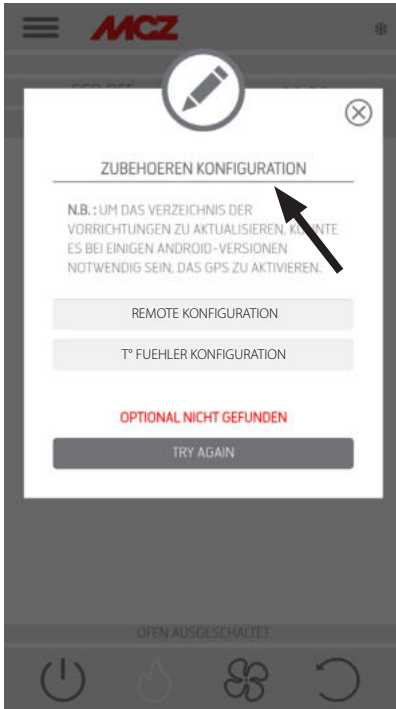 MCZ
ZUBEHOEREN KONFIGURATION
N.B. : UM DAS VERZEICHNIS DER
VORRICHTUNGEN ZU AKTUALISIEREN, KÖNNTE
ES BEI EINIGEN ANDROID-VERSIONEN
NOTWENDIG SEIN, DAS GPS ZU AKTIVIEREN.
REMOTE KONFIGURATION
T° FUEHLER KONFIGURATION
OPTIONAL NICHT GEFUNDEN
TRY AGAIN
OFEN AUSGESCHALTET